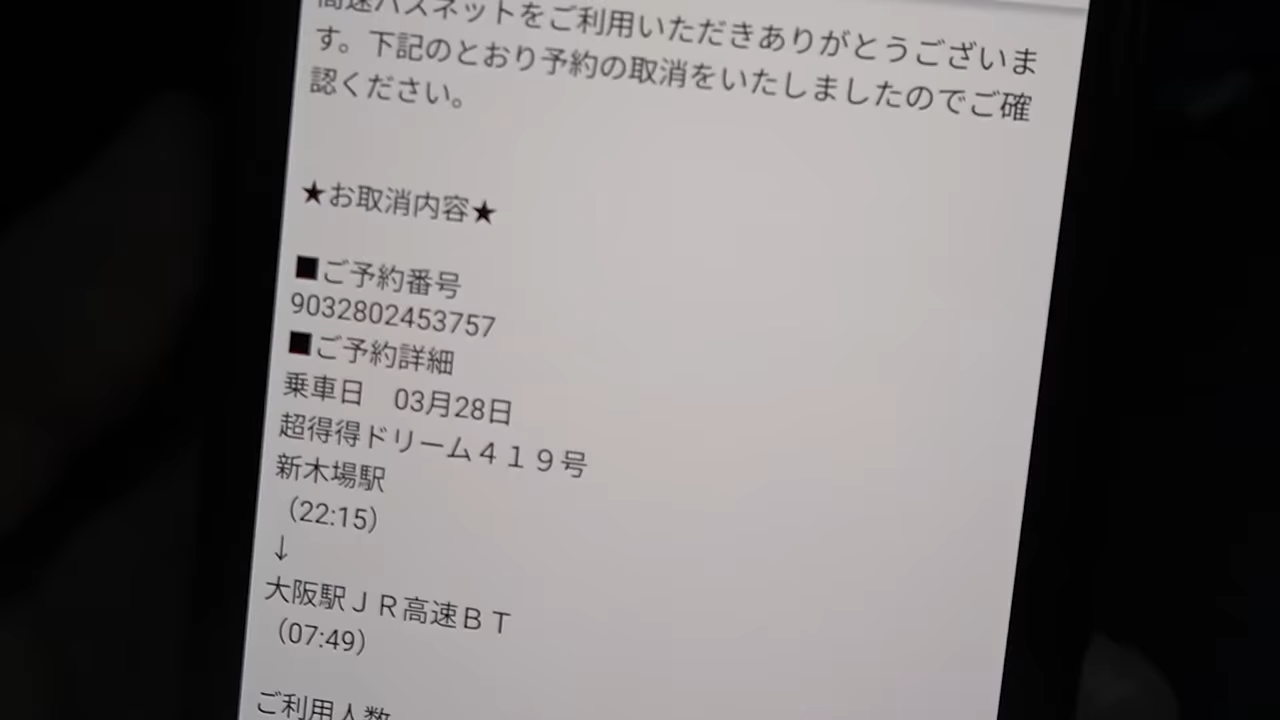 高速バスネットをご利用いただきありがとうございま
す。下記のとおり予約の取消をいたしましたのでご確
認ください。
★お取消内容★
■ご予約番号
9032802453757
■ご予約詳細
乗車日　03月28日
超得得ドリーム４１９号
新木場駅
（22:15）
↓
大阪駅ＪＲ高速ＢＴ
（07:49）
ご利用人数